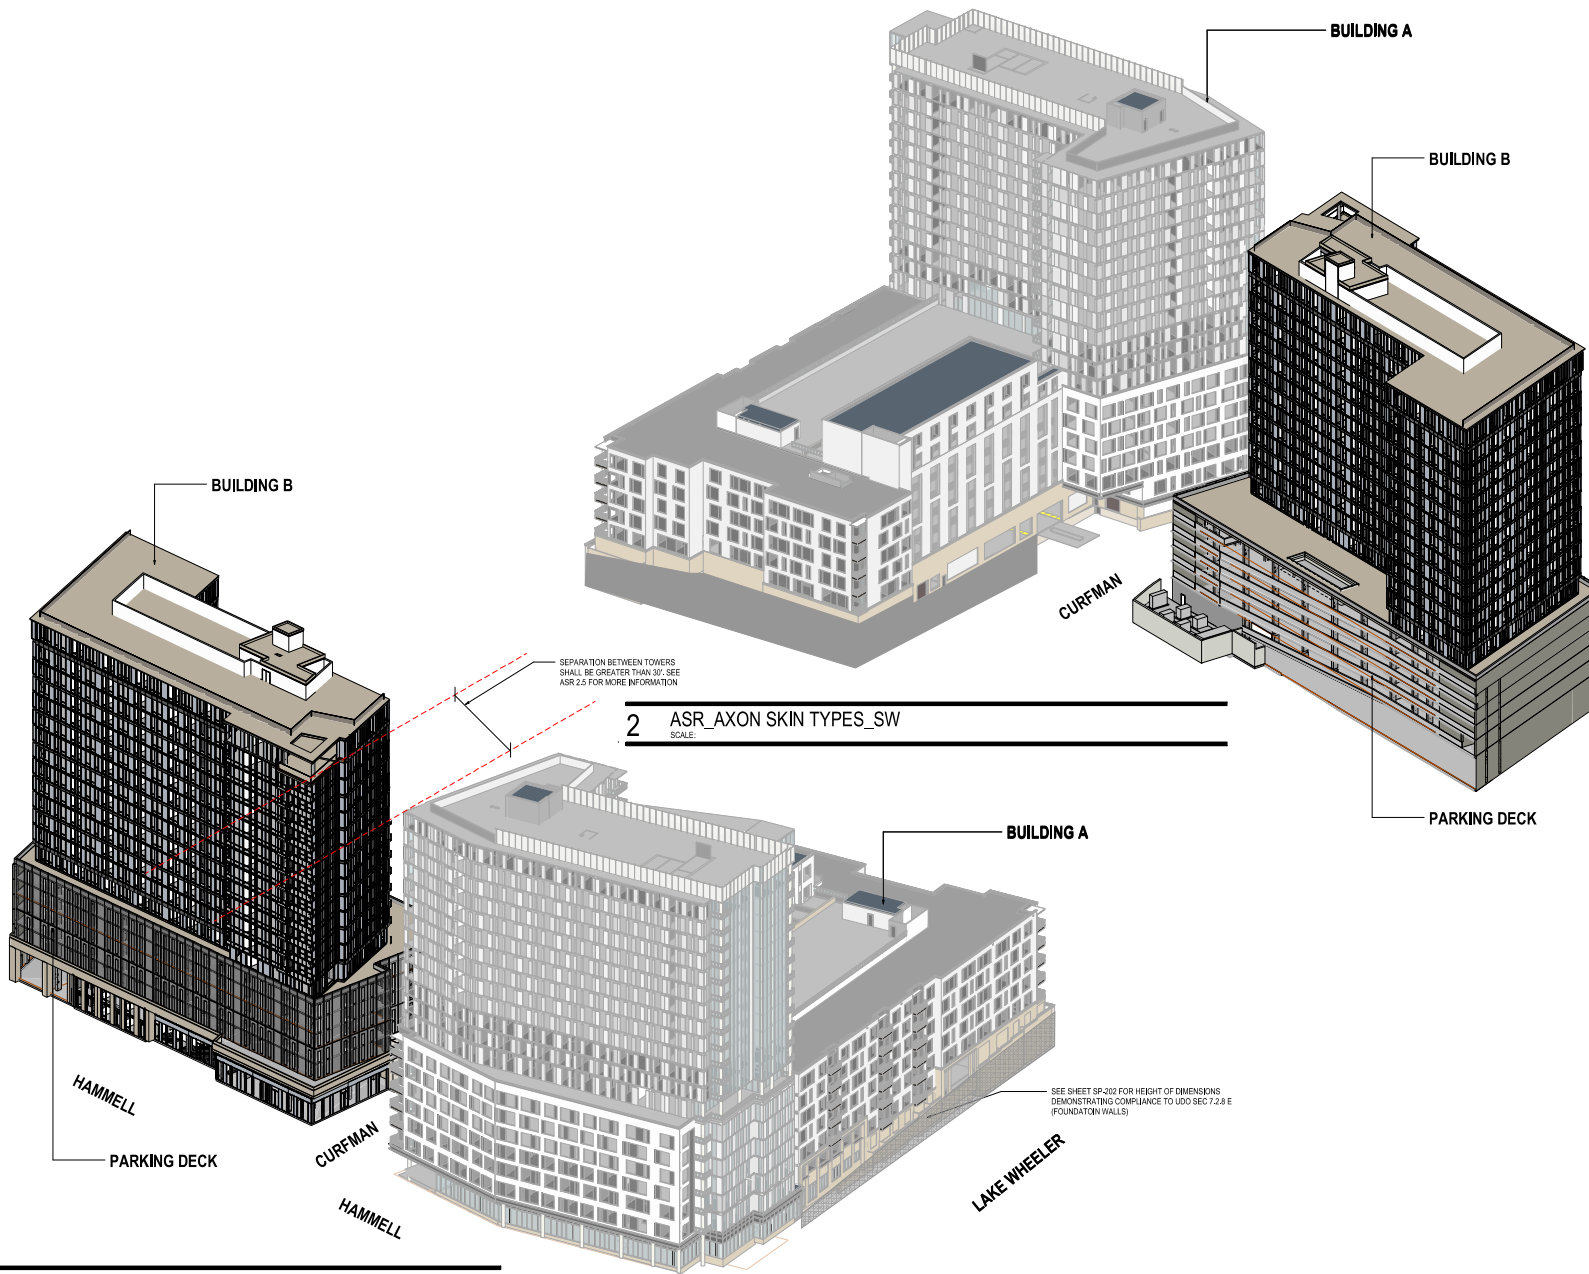 BUILDING A
BUILDING B
CURFMAN
BUILDING B
SEPARATION BETWEEN TOWERS
SHALL BE GREATER THAN 30'. SEE
ASR 2.5 FOR MORE INFORMATION
2 ASR_AXON SKIN TYPES_SW
SCALE:
PARKING DECK
BUILDING A
HAMMELL
SEE SHEET SP-202 FOR HEIGHT OF DIMENSIONS
DEMONSTRATING COMPLIANCE TO UDO SEC 7.2.8 E
(FOUNDATOIN WALLS)
CURFMAN
PARKING DECK
LAKE WHEELER
HAMMELL